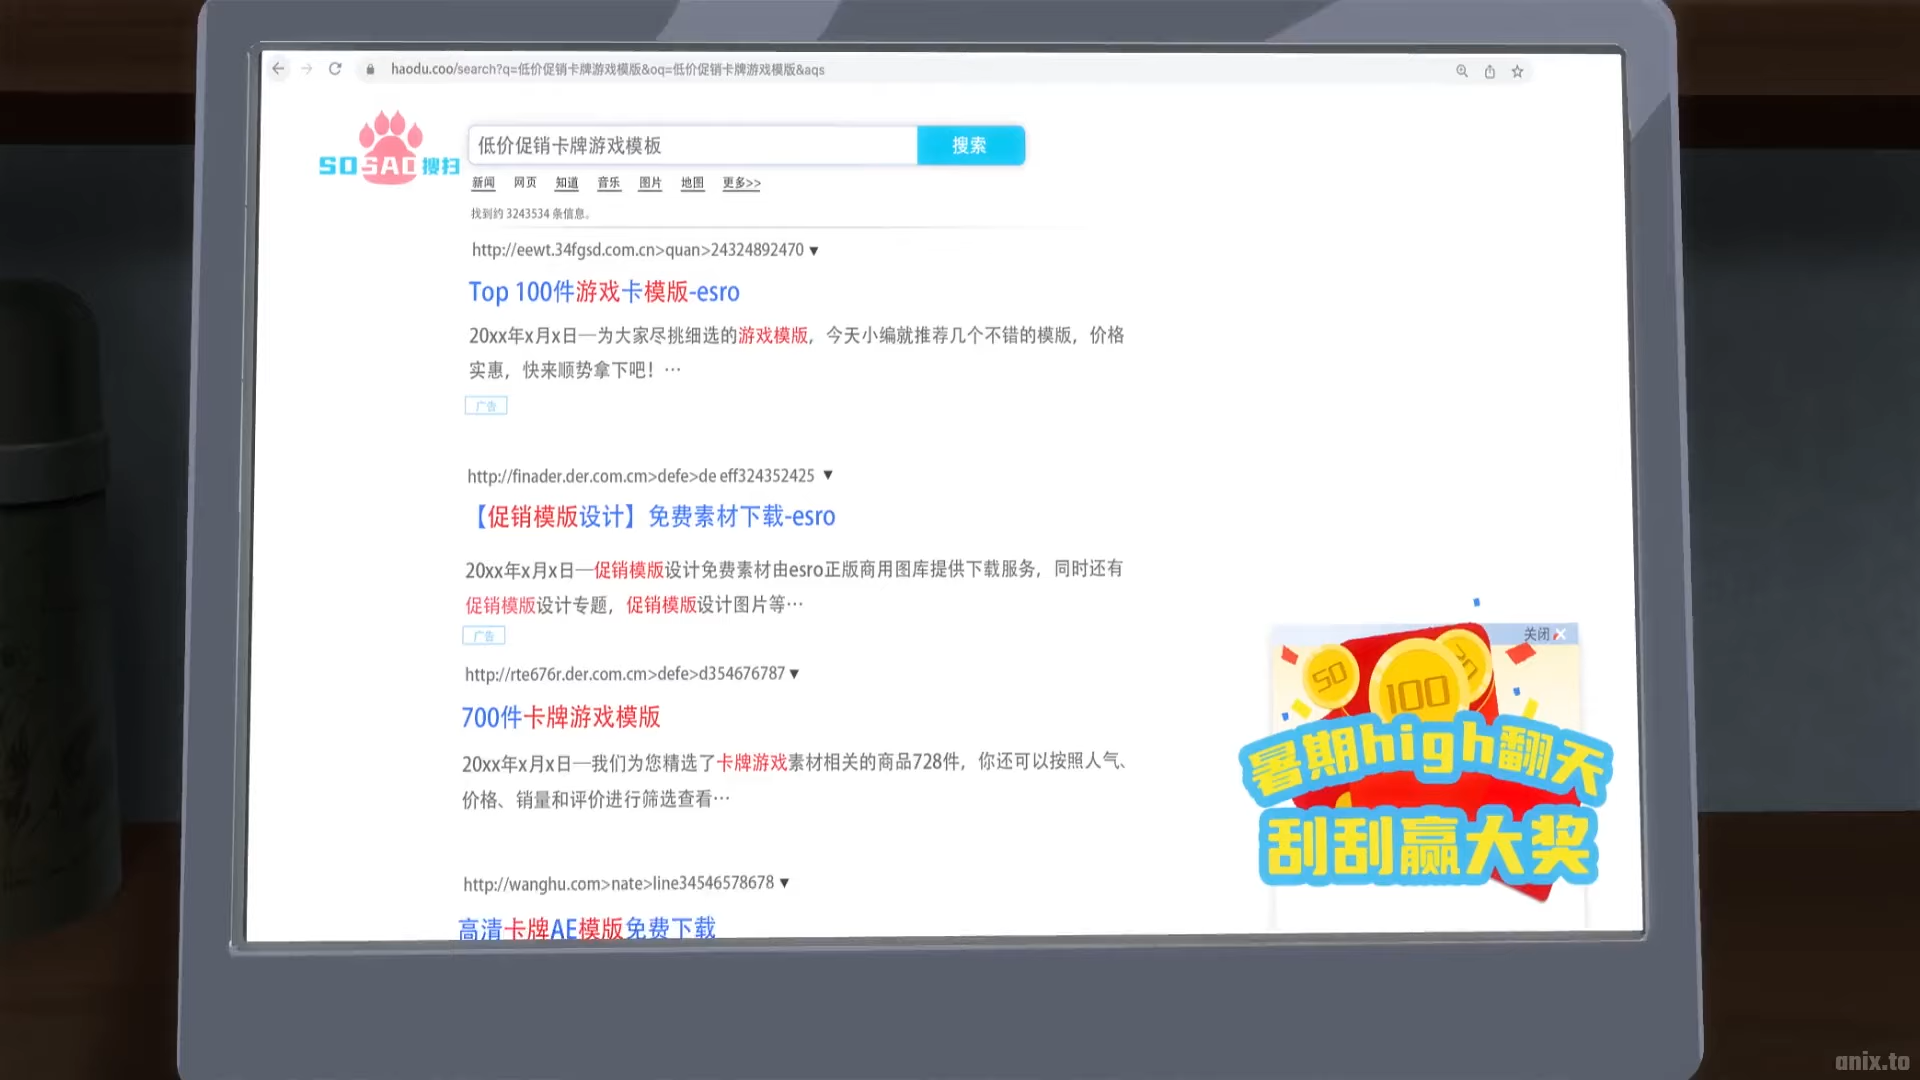 haodu.coo/search?q=低价促销卡牌游戏模版&oq=低价促销卡牌游戏模版&aqs
SOSAO搜扫
低价促销卡牌游戏模板
搜索
新闻 网页 知道 音乐 图片 地图 更多>>
找到约 3243534 条信息。
http://eewt.34fgsd.com.cn>quan>24324892470 ▼
Top 100件游戏卡模版-esro
20xx年x月x日—为大家尽挑细选的游戏模版，今天小编就推荐几个不错的模版，价格
实惠，快来顺势拿下吧！…
广告
http://finader.der.com.cm>defe>de eff324352425 ▼
【促销模版设计】免费素材下载-esro
20xx年x月x日—促销模版设计免费素材由esro正版商用图库提供下载服务，同时还有
促销模版设计专题，促销模版设计图片等…
广告
http://rte676r.der.com.cm>defe>d354676787 ▼
700件卡牌游戏模版
20xx年x月x日—我们为您精选了卡牌游戏素材相关的商品728件，你还可以按照人气、
价格、销量和评价进行筛选查看…
http://wanghu.com>nate>line34546578678 ▼
高清卡牌AE模版免费下载
关闭
50
100
暑期high翻天
刮刮赢大奖
anix.to